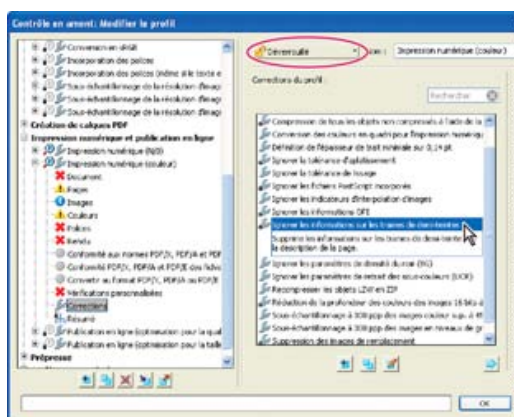 Contrôle en amont: Modifier le profil
Conversion en détail
Incorporation des polices
Incorporation des polices (même si le texte e
Sous-échantillonnage de la résolution d'imag
Sous-échantillonnage de la résolution d'imag
Sous-échantillonnage de la résolution d'imag
Création de calques PDF
Impression numérique et publication en ligne
Impression numérique (N/B)
Impression numérique (couleur)
Document
Pages
Images
Couleurs
Polices
Rendu
Conformité aux normes PDF/X, PDF/A et PDF
Conformité PDF/X, PDF/A et PDF/E des fichie
Convertir au format PDF/X, PDF/A ou PDF/E
Vérifications personnalisées
Corrections
Résumé
Publication en ligne (optimisation pour la qual
Publication en ligne (optimisation pour la taille
Prépresse
Déverrouillé
Nom :
Impression numérique (couleur)
Corrections du profil :
Rechercher
Compression de tous les objets non compressés à l'aide de la
Conversion des couleurs en quadri pour l'impression numériqu
Définition de l'épaisseur de trait minimale sur 0,14 pt
Ignorer la tolérance d'aplatissement
Ignorer la tolérance de lissage
Ignorer les fichiers PostScript incorporés
Ignorer les indicateurs d'interpolation d'images
Ignorer les informations OPI
Ignorer les informations sur les trames de demi-teintes
Supprime les informations sur les trames de demi-teinte
la description de la page.
Ignorer les paramètres de densité du noir (BG)
Ignorer les paramètres de retrait des sous-couleurs (UCR)
Recompresser les objets LZW en ZIP
Réduction de la profondeur des couleurs des images 16 bits à
Sous-échantillonnage à 300 ppp des images couleur sup. à 45
Sous-échantillonnage à 300 ppp des images en niveaux de gr
Suppression des images de remplacement
OK